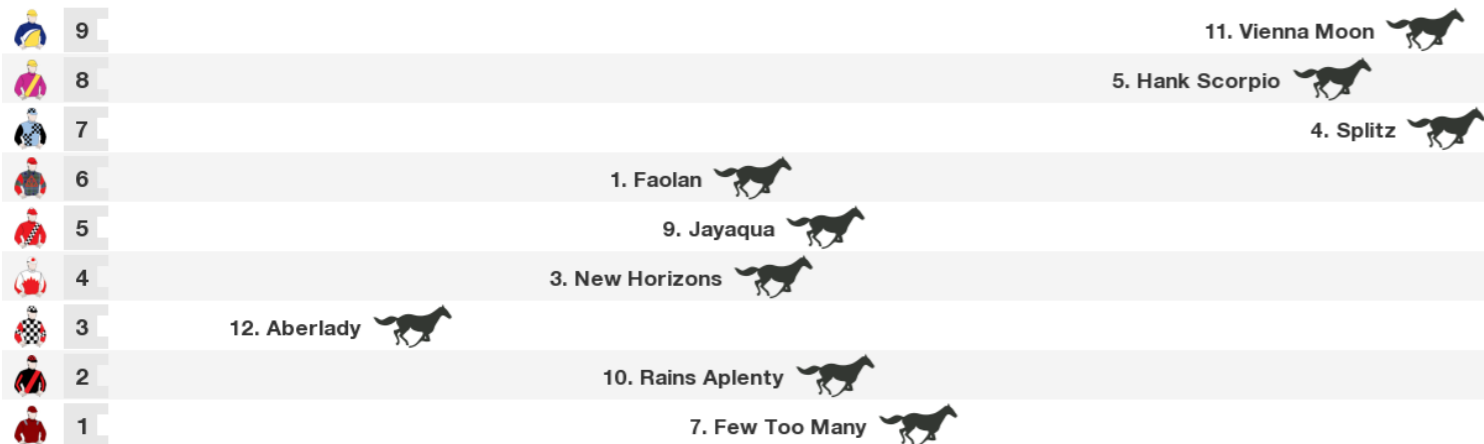 9 11. Vienna Moon
8 5. Hank Scorpio
7 4. Splitz
6 1. Faolan
5 9. Jayaqua
4 3. New Horizons
3 12. Aberlady
2 10. Rains Aplenty
1 7. Few Too Many